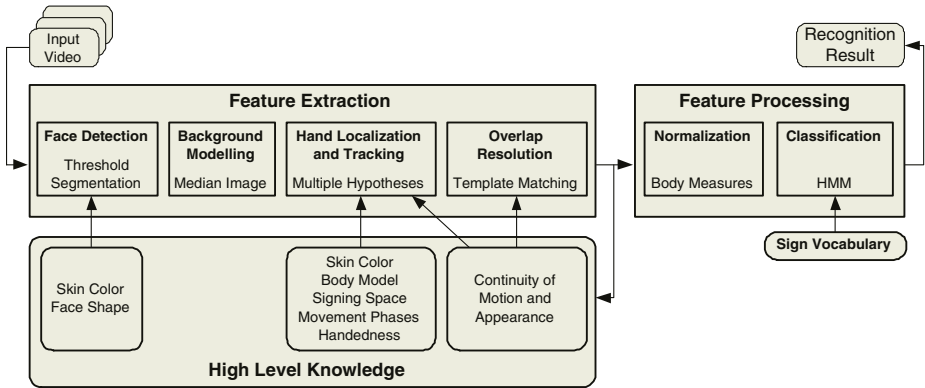 Input
Video
Recognition
Result
Feature Extraction
Face Detection
Threshold
Segmentation
Background
Modelling
Median Image
Hand Localization
and Tracking
Multiple Hypotheses
Overlap
Resolution
Template Matching
Feature Processing
Normalization
Body Measures
Classification
HMM
Sign Vocabulary
Skin Color
Face Shape
Skin Color
Body Model
Signing Space
Movement Phases
Handedness
Continuity of
Motion and
Appearance
High Level Knowledge